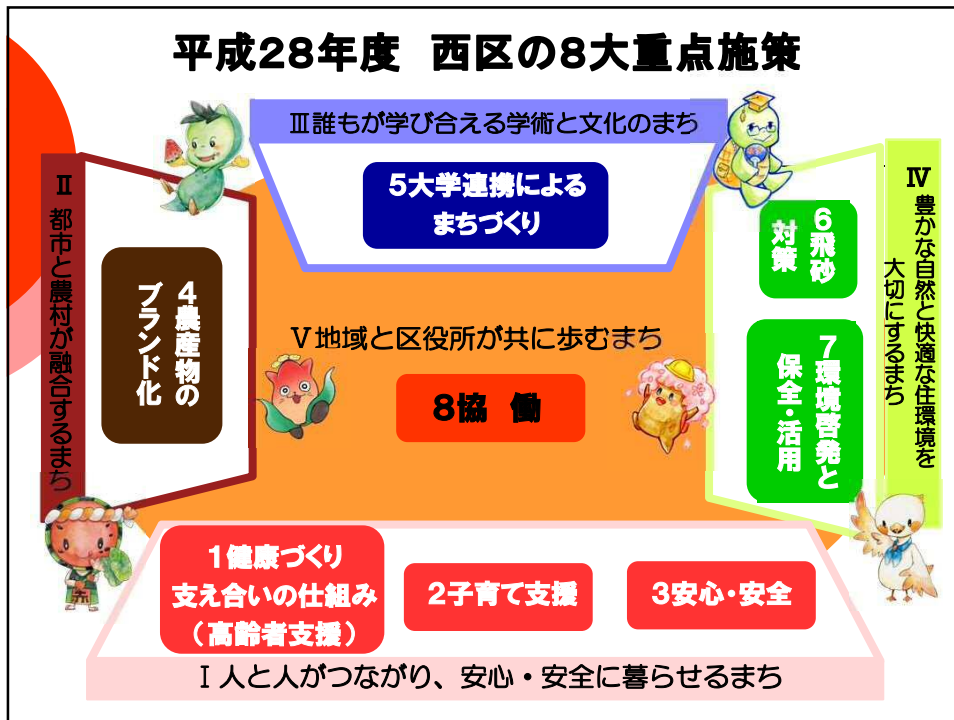 平成28年度　西区の8大重点施策
Ⅲ誰もが学び合える学術と文化のまち
5大学連携による
まちづくり
Ⅱ 都市と農村が融合するまち
4農産物の
ブランド化
Ⅳ豊かな自然と快適な住環境を
大切にするまち
6飛砂
対策
7環境啓発と
保全・活用
Ⅴ地域と区役所が共に歩むまち
8協　働
1健康づくり
支え合いの仕組み
（高齢者支援）
2子育て支援
3安心・安全
Ⅰ人と人がつながり、安心・安全に暮らせるまち